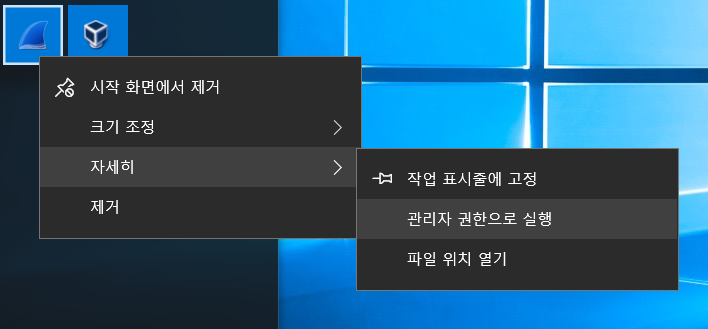 시작 화면에서 제거
크기 조정
자세히
제거
작업 표시줄에 고정
관리자 권한으로 실행
파일 위치 열기